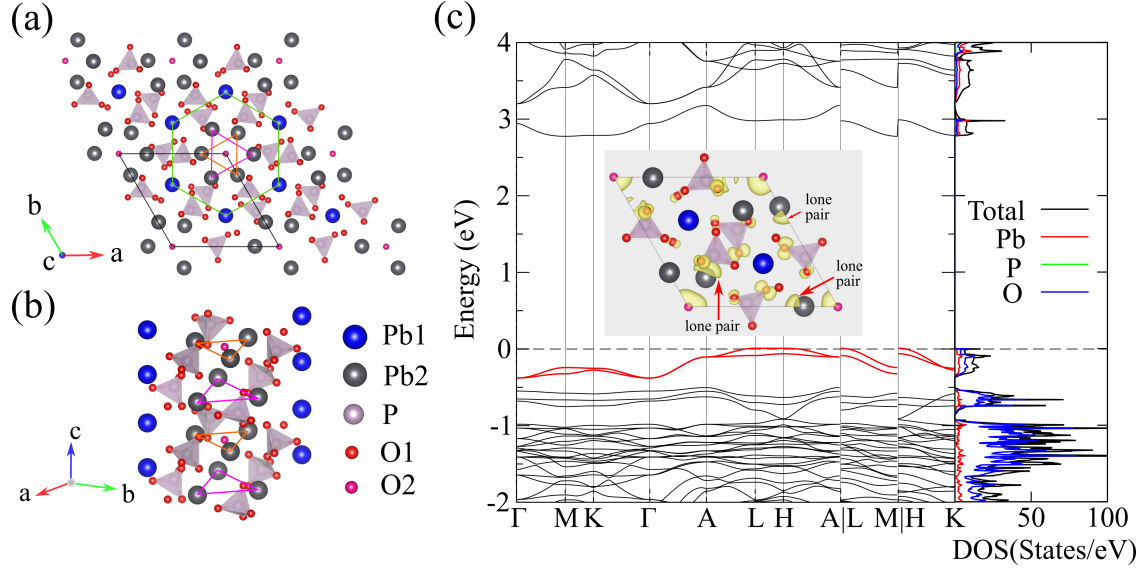 (a)
b
c
a
(b)
c
a
b
Pb1
Pb2
P
O1
O2
(c)
Energy (eV)
4
3
2
1
0
-1
-2
Γ M K Γ A L H A|L M|H K
lone
pair
lone
pair
lone pair
Total
Pb
P
O
50 100
DOS(States/eV)